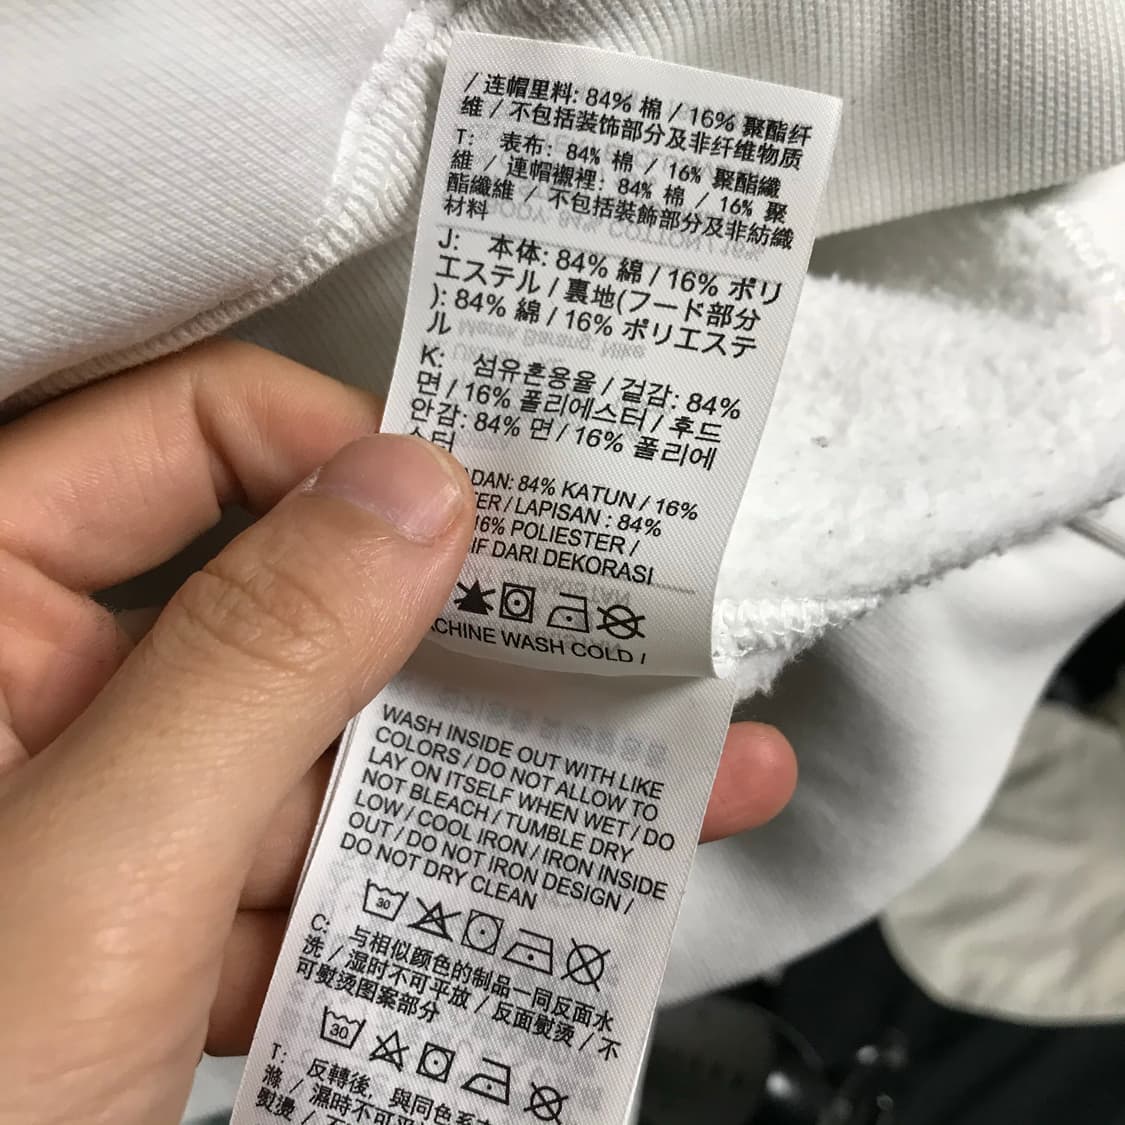 / 连帽里料: 84% 棉 / 16% 聚酯纤
维 / 不包括装饰部分及非纤维物质
T: 表布: 84% 棉 / 16% 聚酯纖
維 / 連帽襯裡: 84% 棉 / 16% 聚
酯纖維 / 不包括裝飾部分及非紡織
材料
J: 本体: 84% 綿 / 16% ポリ
エステル / 裏地(フード部分
): 84% 綿 / 16% ポリエステ
ル
K: 섬유혼용율 / 겉감: 84%
면 / 16% 폴리에스터 / 후드
안감: 84% 면 / 16% 폴리에
스터
DAN: 84% KATUN / 16%
ER / LAPISAN : 84%
16% POLIESTER /
IF DARI DEKORASI
ACHINE WASH COLD /
WASH INSIDE OUT WITH LIKE
COLORS / DO NOT ALLOW TO
LAY ON ITSELF WHEN WET / DO
NOT BLEACH / TUMBLE DRY
LOW / COOL IRON / IRON INSIDE
OUT / DO NOT IRON DESIGN /
DO NOT DRY CLEAN
30
C: 与相似颜色的制品一同反面水
洗 / 湿时不可平放 / 反面熨烫 / 不
可熨烫图案部分
30
T: 反轉後, 與同色系
滌 / 濕時不可平
熨燙 / 不